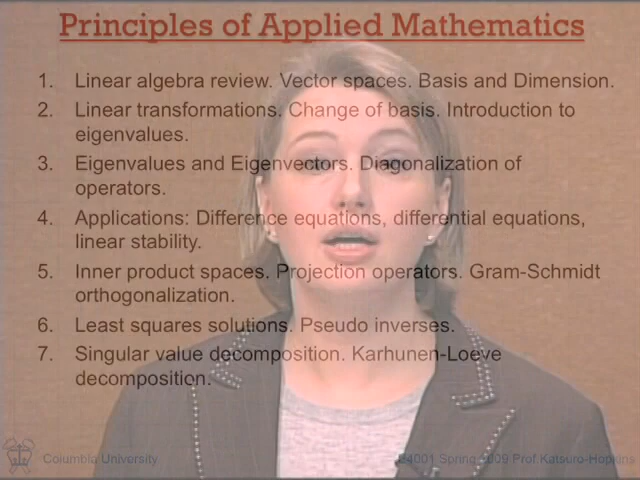 Principles of Applied Mathematics
1. Linear algebra review. Vector spaces. Basis and Dimension.
2. Linear transformations. Change of basis. Introduction to
eigenvalues.
3. Eigenvalues and Eigenvectors. Diagonalization of
operators.
4. Applications: Difference equations, differential equations,
linear stability.
5. Inner product spaces. Projection operators. Gram-Schmidt
orthogonalization.
6. Least squares solutions. Pseudo inverses.
7. Singular value decomposition. Karhunen-Loeve
decomposition.
Columbia University
Spring 2009 Prof Katsuro-Hopkins